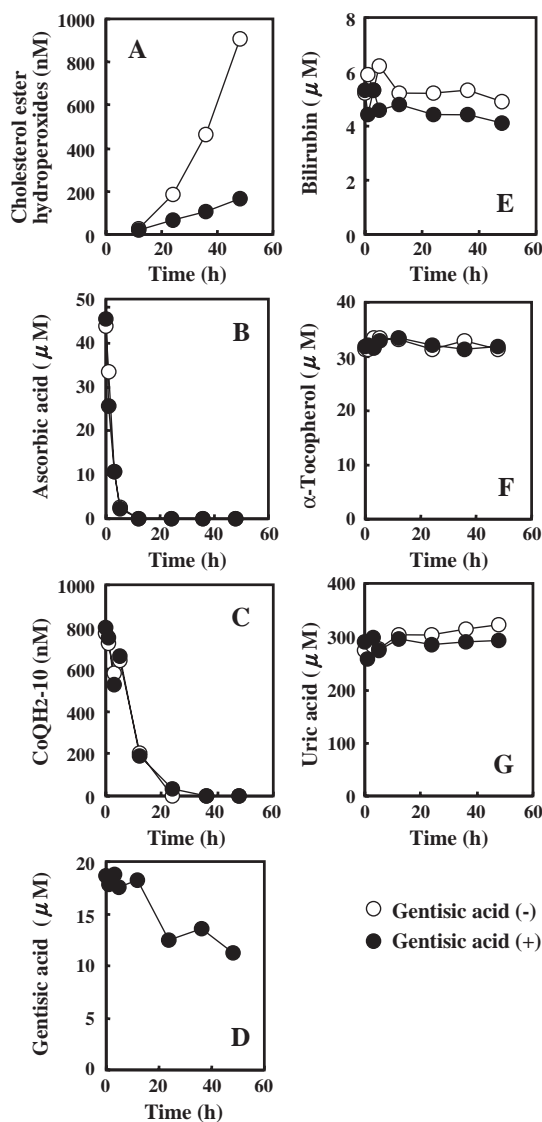 A
Cholesterol ester
hydroperoxides (nM)
1000
800
600
400
200
0
0 20 40 60
Time (h)
B
Ascorbic acid ( μ M)
50
40
30
20
10
0
0 20 40 60
Time (h)
C
CoQH2-10 (nM)
1000
800
600
400
200
0
0 20 40 60
Time (h)
D
Gentisic acid ( μ M)
20
15
10
5
0
0 20 40 60
Time (h)
E
Bilirubin ( μ M)
8
6
4
2
0
0 20 40 60
Time (h)
F
α-Tocopherol ( μ M)
40
30
20
10
0
0 20 40 60
Time (h)
G
Uric acid ( μ M)
400
300
200
100
0
0 20 40 60
Time (h)
Gentisic acid (-)
Gentisic acid (+)